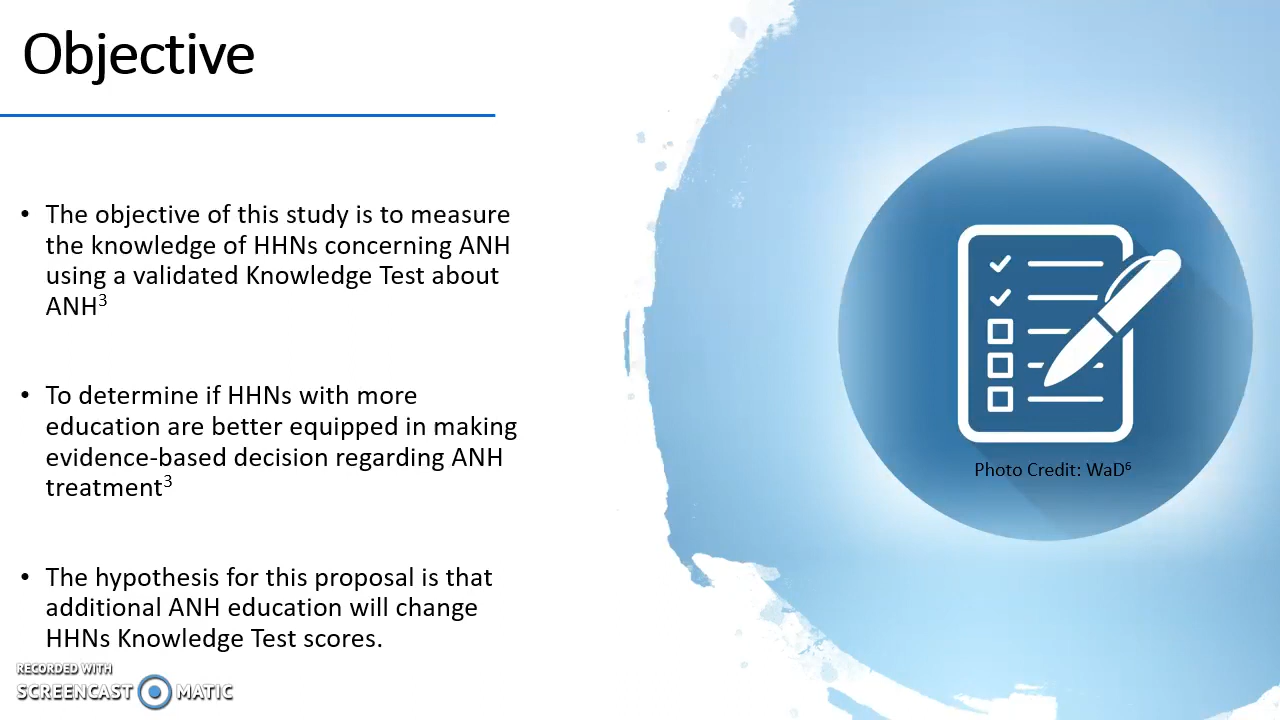 Objective
• The objective of this study is to measure
the knowledge of HHNs concerning ANH
using a validated Knowledge Test about
ANH³
• To determine if HHNs with more
education are better equipped in making
evidence-based decision regarding ANH
treatment³
• The hypothesis for this proposal is that
additional ANH education will change
HHNs Knowledge Test scores.
Photo Credit: WaD⁶
RECORDED WITH
SCREENCAST MATIC